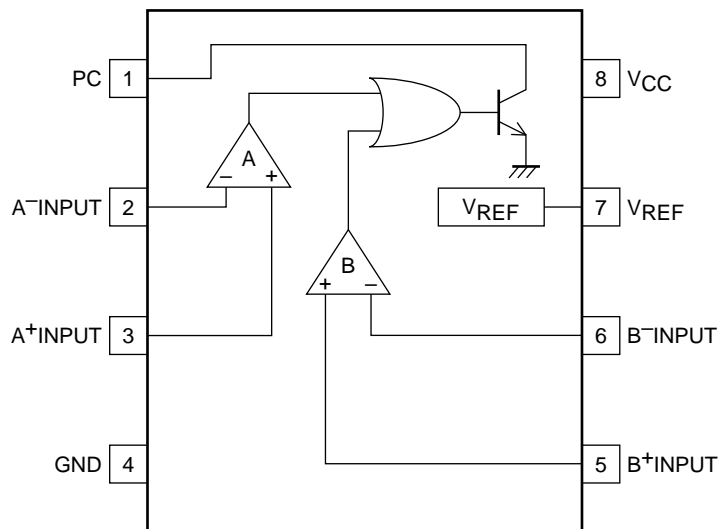 PC 1
8 VCC
A
A–INPUT 2
– +
VREF
7 VREF
B
+ –
A+INPUT 3
6 B–INPUT
GND 4
5 B+INPUT